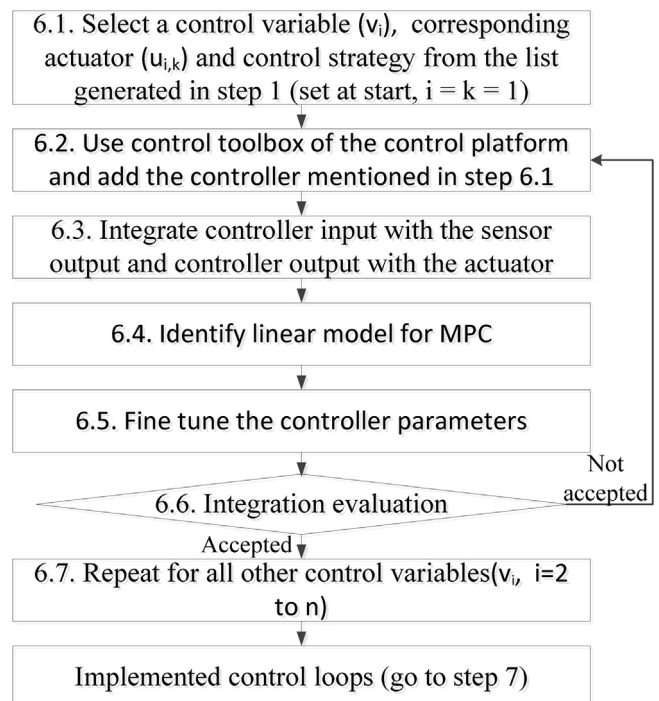 6.1. Select a control variable (vᵢ), corresponding
actuator (uᵢ,ₖ) and control strategy from the list
generated in step 1 (set at start, i = k = 1)
6.2. Use control toolbox of the control platform
and add the controller mentioned in step 6.1
6.3. Integrate controller input with the sensor
output and controller output with the actuator
6.4. Identify linear model for MPC
6.5. Fine tune the controller parameters
6.6. Integration evaluation
Not
accepted
Accepted
6.7. Repeat for all other control variables(vᵢ, i=2
to n)
Implemented control loops (go to step 7)